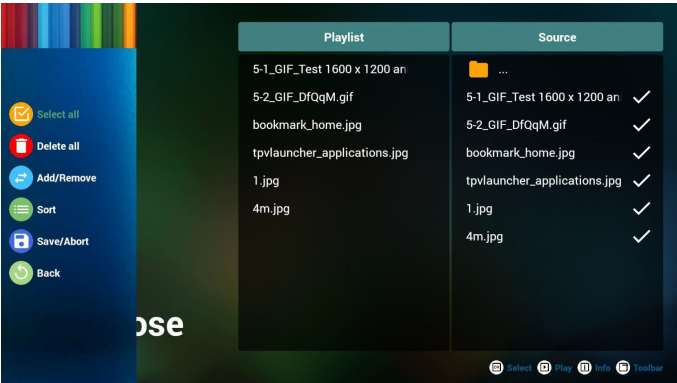 Select all
Delete all
Add/Remove
Sort
Save/Abort
Back
ose
Playlist
5-1_GIF_Test 1600 x 1200 an
5-2_GIF_DfQqM.gif
bookmark_home.jpg
tpvlauncher_applications.jpg
1.jpg
4m.jpg
Source
...
5-1_GIF_Test 1600 x 1200 an
5-2_GIF_DfQqM.gif
bookmark_home.jpg
tpvlauncher_applications.jpg
1.jpg
4m.jpg
Select Play Info Toolbar